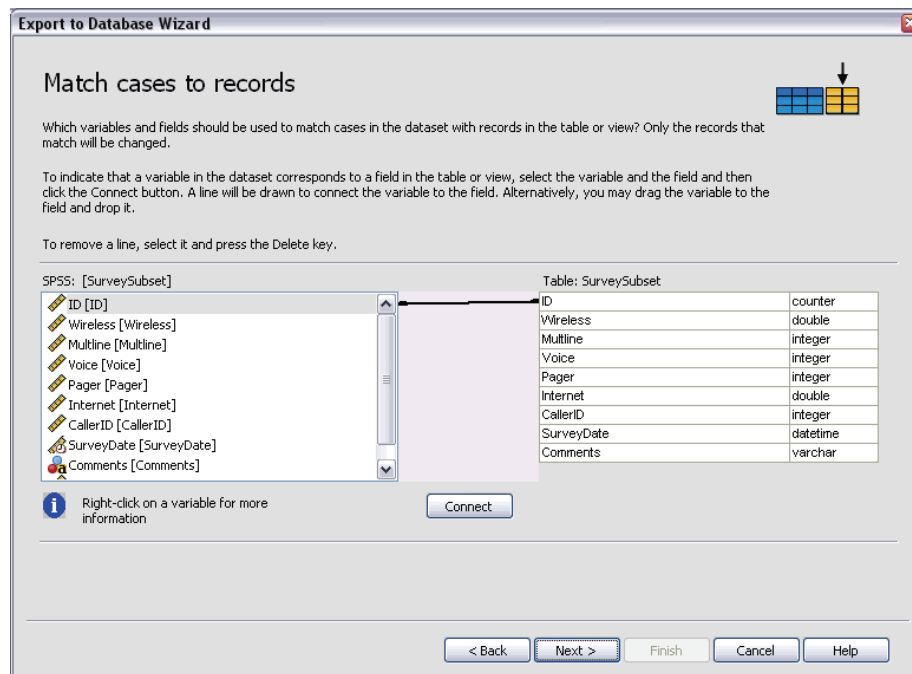 Export to Database Wizard
Match cases to records
Which variables and fields should be used to match cases in the dataset with records in the table or view? Only the records that
match will be changed.
To indicate that a variable in the dataset corresponds to a field in the table or view, select the variable and the field and then
click the Connect button. A line will be drawn to connect the variable to the field. Alternatively, you may drag the variable to the
field and drop it.
To remove a line, select it and press the Delete key.
SPSS: [SurveySubset]
ID [ID]
Wireless [Wireless]
Multline [Multline]
Voice [Voice]
Pager [Pager]
Internet [Internet]
CallerID [CallerID]
SurveyDate [SurveyDate]
Comments [Comments]
Table: SurveySubset
ID counter
Wireless double
Multline integer
Voice integer
Pager integer
Internet double
CallerID integer
SurveyDate datetime
Comments varchar
Right-click on a variable for more
information
Connect
< Back Next > Finish Cancel Help